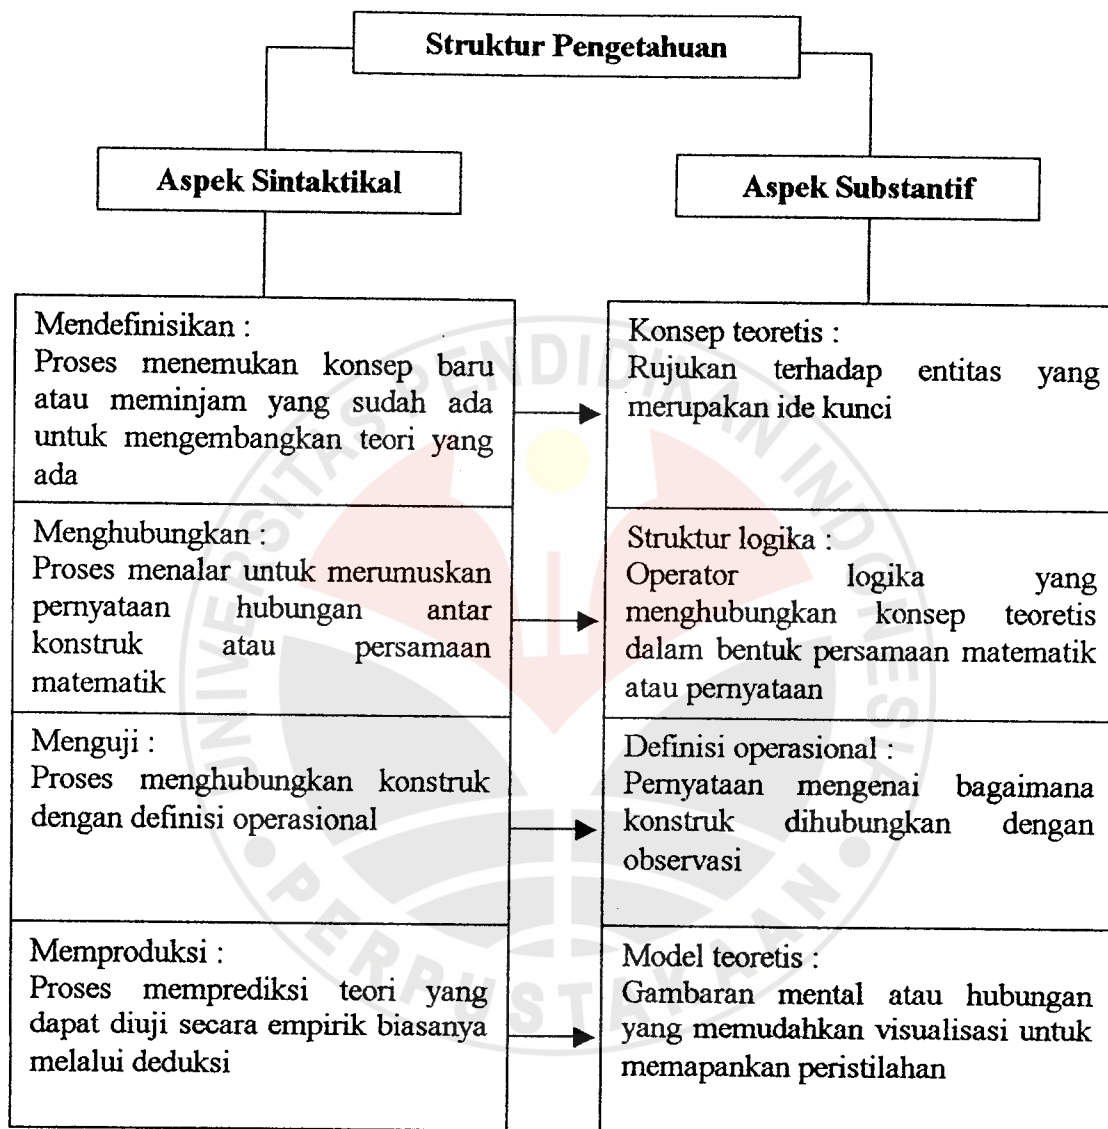 Struktur Pengetahuan
Aspek Sintaktikal
Aspek Substantif
Mendefinisikan :
Proses menemukan konsep baru
atau meminjam yang sudah ada
untuk mengembangkan teori yang
ada
Konsep teoretis :
Rujukan terhadap entitas yang
merupakan ide kunci
Menghubungkan :
Proses menalar untuk merumuskan
pernyataan hubungan antar
konstruk atau persamaan
matematik
Struktur logika :
Operator logika yang
menghubungkan konsep teoretis
dalam bentuk persamaan matematik
atau pernyataan
Menguji :
Proses menghubungkan konstruk
dengan definisi operasional
Definisi operasional :
Pernyataan mengenai bagaimana
konstruk dihubungkan dengan
observasi
Memproduksi :
Proses memprediksi teori yang
dapat diuji secara empirik biasanya
melalui deduksi
Model teoretis :
Gambaran mental atau hubungan
yang memudahkan visualisasi untuk
memapankan peristilahan
UNIVERSITAS PENDIDIKAN INDONESIA
PERPUSTAKAAN